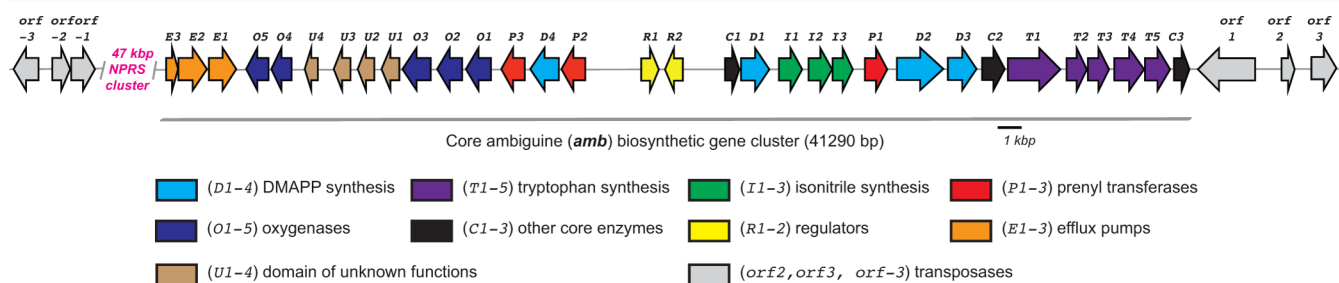 orf orf orf orf orf orf
-3 -2 -1 1 2 3
47 kbp
NPRS
cluster
E3 E2 E1 O5 O4 U4 U3 U2 U1 O3 O2 O1 P3 D4 P2 R1 R2 C1 D1 I1 I2 I3 P1 D2 D3 C2 T1 T2 T3 T4 T5 C3
Core ambiguine (amb) biosynthetic gene cluster (41290 bp)
1 kbp
(D1-4) DMAPP synthesis (T1-5) tryptophan synthesis (I1-3) isonitrile synthesis (P1-3) prenyl transferases
(O1-5) oxygenases (C1-3) other core enzymes (R1-2) regulators (E1-3) efflux pumps
(U1-4) domain of unknown functions (orf2,orf3, orf-3) transposases